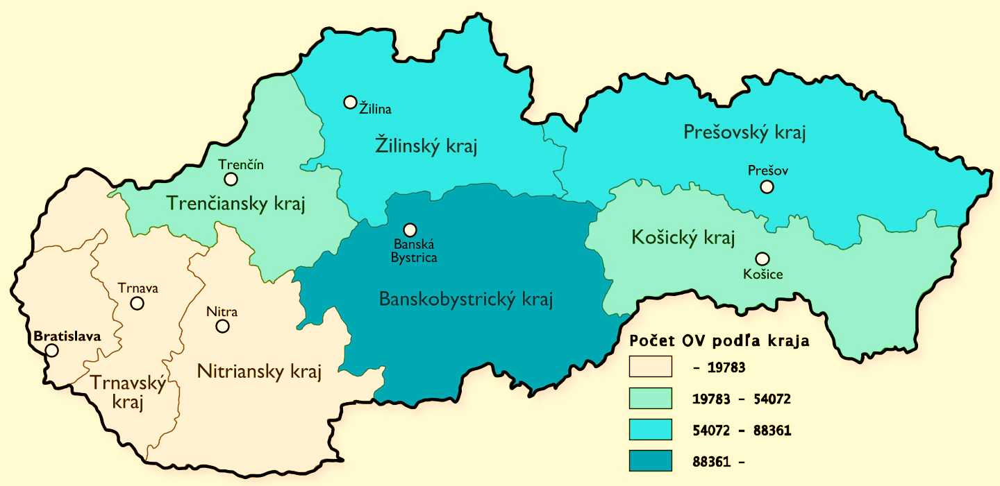 Žilina
Žilinský kraj
Prešovský kraj
Prešov
Trenčín
Trenčiansky kraj
Košický kraj
Košice
Banská
Bystrica
Banskobystrický kraj
Trnava
Nitra
Bratislava
Nitriansky kraj
Trnavský
kraj
Počet OV podľa kraja
- 19783
19783 - 54072
54072 - 88361
88361 -